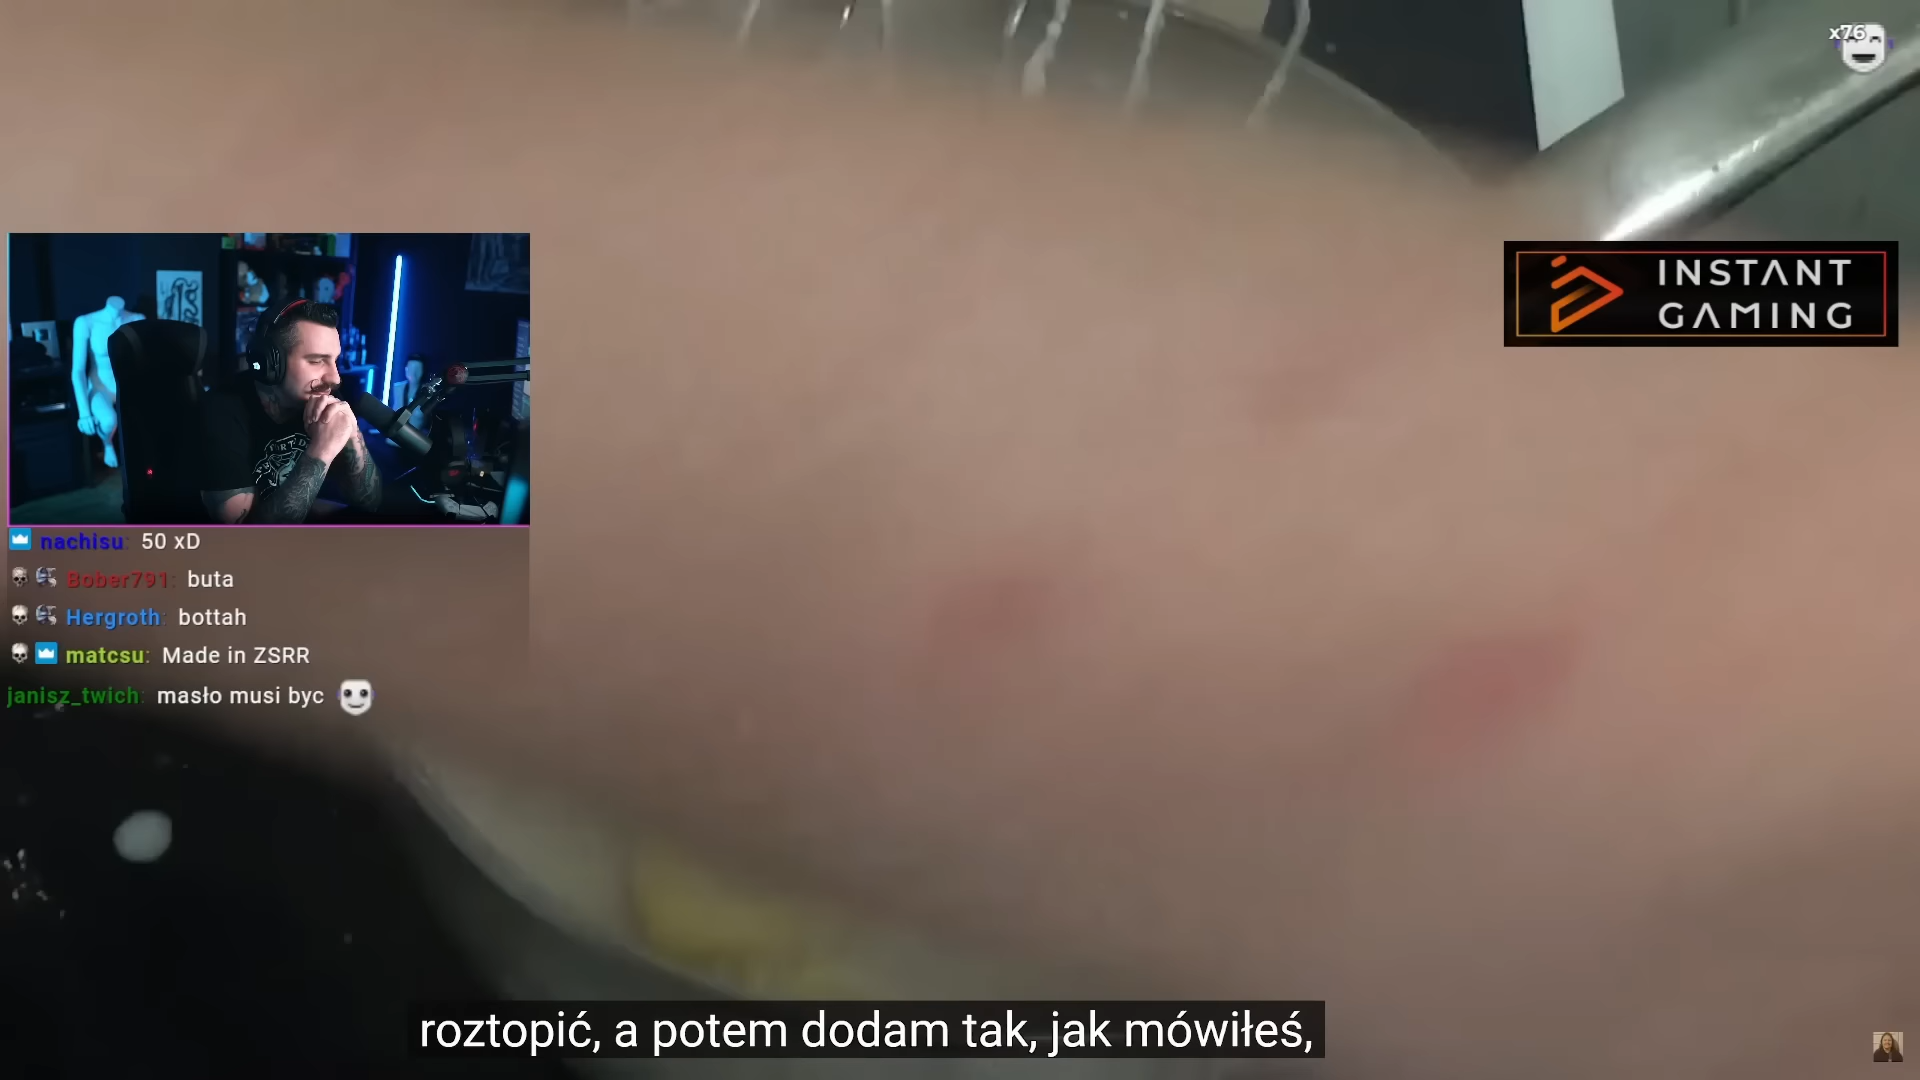 x76
INSTANT
GAMING
nachisu: 50 xD
Bober791: buta
Hergroth: bottah
matcsu: Made in ZSRR
janisz_twich: masło musi byc
roztopić, a potem dodam tak, jak mówiłeś,